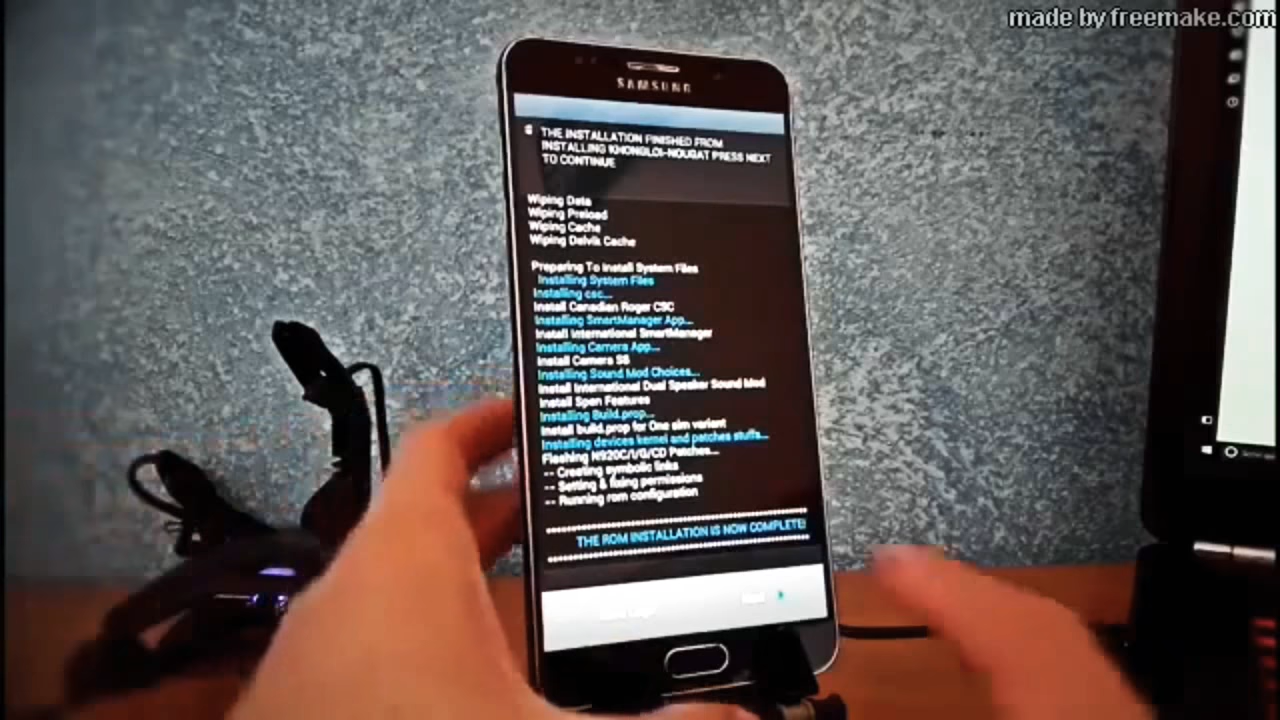 made by freemake.com
SAMSUNG
THE INSTALLATION FINISHED FROM
INSTALLING KHONGLOI-NOUGAT PRESS NEXT
TO CONTINUE
Wiping Data
Wiping Preload
Wiping Cache
Wiping Dalvik Cache
Preparing To Install System Files
Installing System Files
Installing csc...
Install Canadian Roger CSC
Installing SmartManager App...
Install International SmartManager
Installing Camera App...
Install Camera S8
Installing Sound Mod Choices...
Install International Dual Speaker Sound Mod
Install Spen Features
Installing Build.prop...
Install build.prop for One sim variant
Installing devices kernel and patches stuffs...
Flashing N920C/I/G/CD Patches...
-- Creating symbolic links
-- Setting & fixing permissions
-- Running rom configuration
THE ROM INSTALLATION IS NOW COMPLETE!